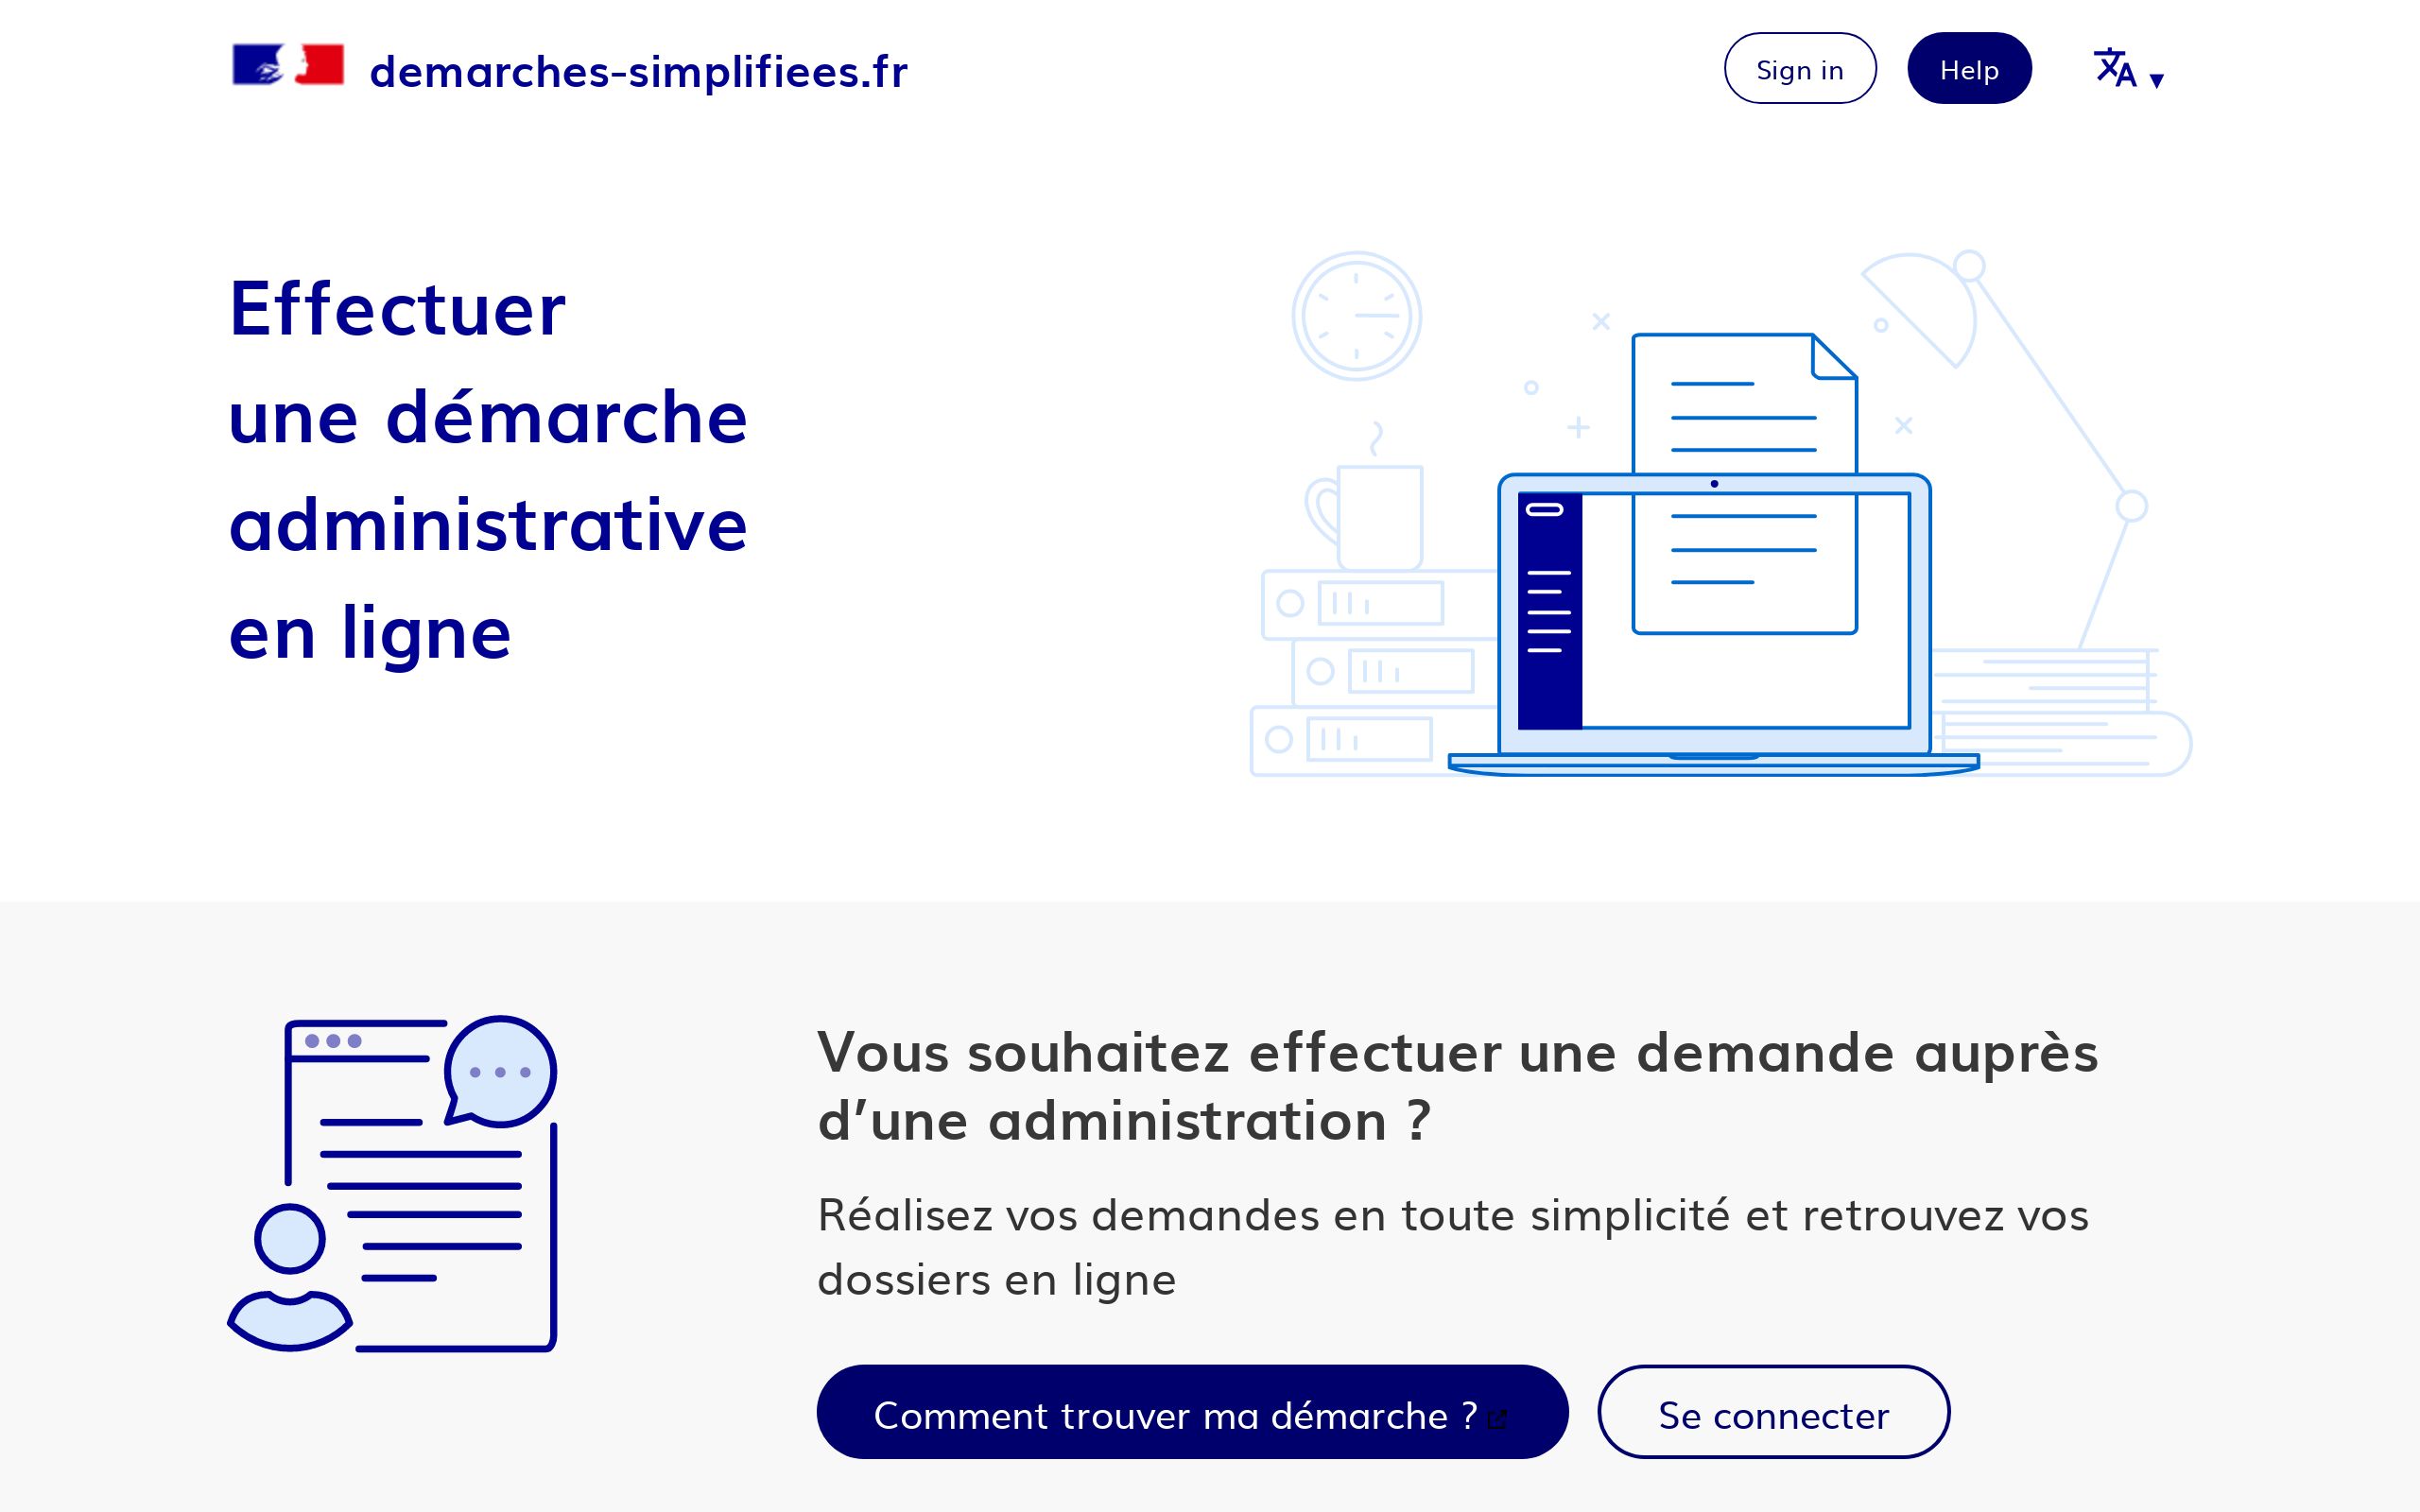 demarches-simplifiees.fr
Sign in
Help
Effectuer
une démarche
administrative
en ligne
Vous souhaitez effectuer une demande auprès
d’une administration ?
Réalisez vos demandes en toute simplicité et retrouvez vos
dossiers en ligne
Comment trouver ma démarche ?
Se connecter